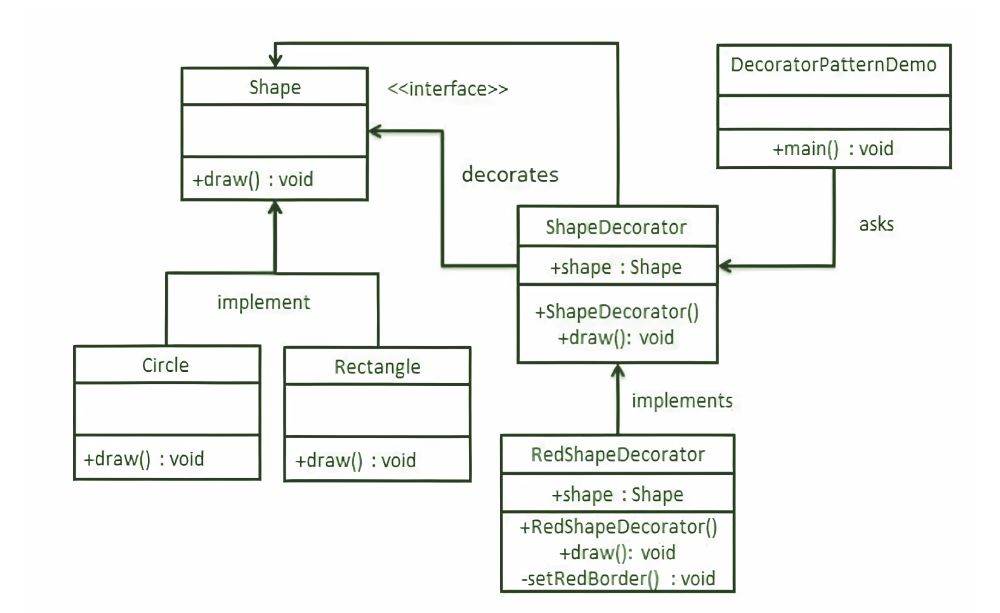 Shape
<<interface>>
+draw() : void
decorates
DecoratorPatternDemo
+main() : void
asks
ShapeDecorator
+shape : Shape
+ShapeDecorator()
+draw(): void
implement
Circle
+draw() : void
Rectangle
+draw() : void
implements
RedShapeDecorator
+shape : Shape
+RedShapeDecorator()
+draw(): void
-setRedBorder() : void